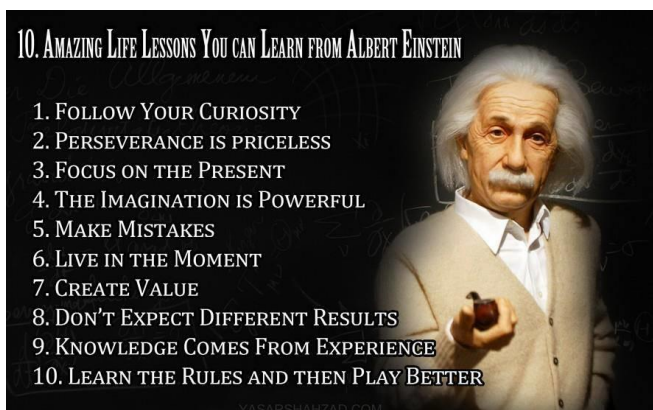 10. Amazing Life Lessons You can Learn from Albert Einstein
1. Follow Your Curiosity
2. Perseverance is priceless
3. Focus on the Present
4. The Imagination is Powerful
5. Make Mistakes
6. Live in the Moment
7. Create Value
8. Don't Expect Different Results
9. Knowledge Comes From Experience
10. Learn the Rules and then Play Better
YASARSHAHZAD.COM